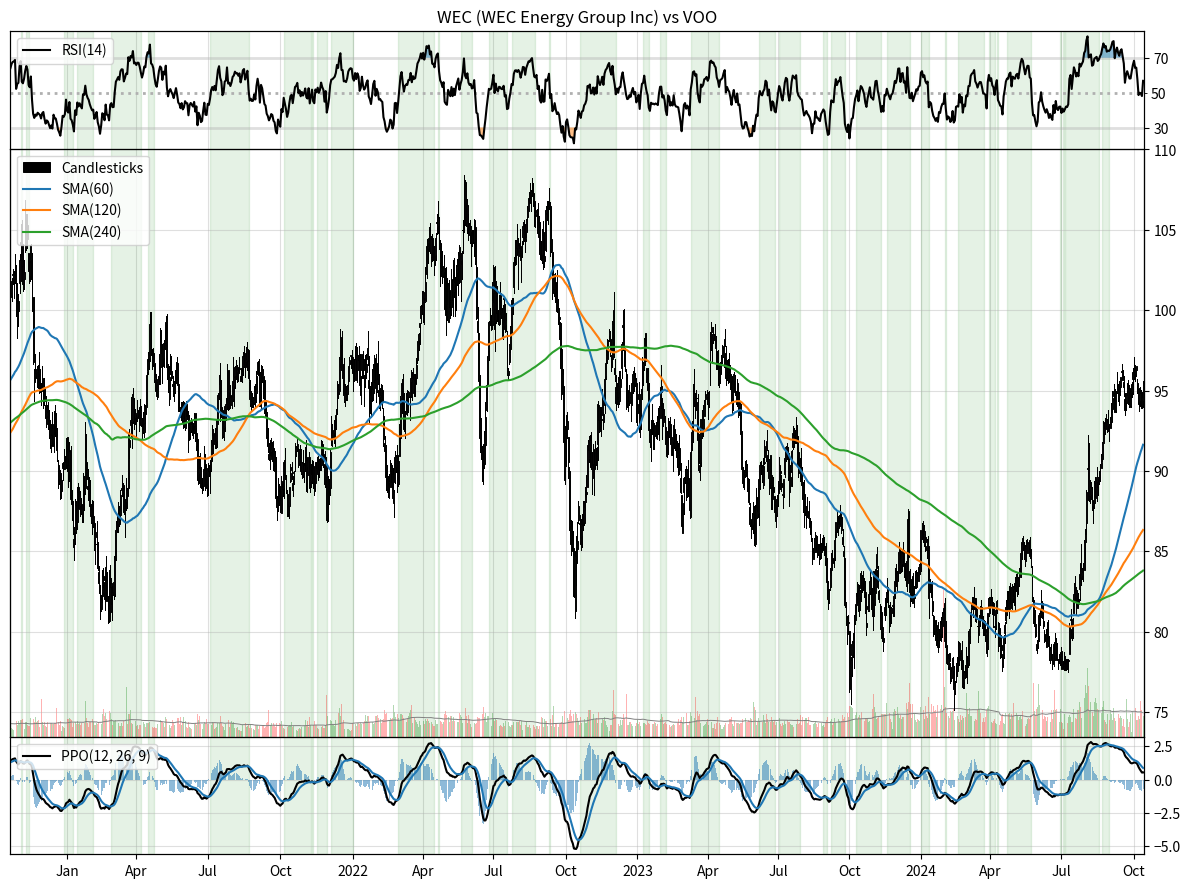 WEC (WEC Energy Group Inc) vs VOO
RSI(14)
70
50
30
110
Candlesticks
SMA(60)
SMA(120)
SMA(240)
105
100
95
90
85
80
75
PPO(12, 26, 9)
2.5
0.0
−2.5
−5.0
Jan Apr Jul Oct 2022 Apr Jul Oct 2023 Apr Jul Oct 2024 Apr Jul Oct